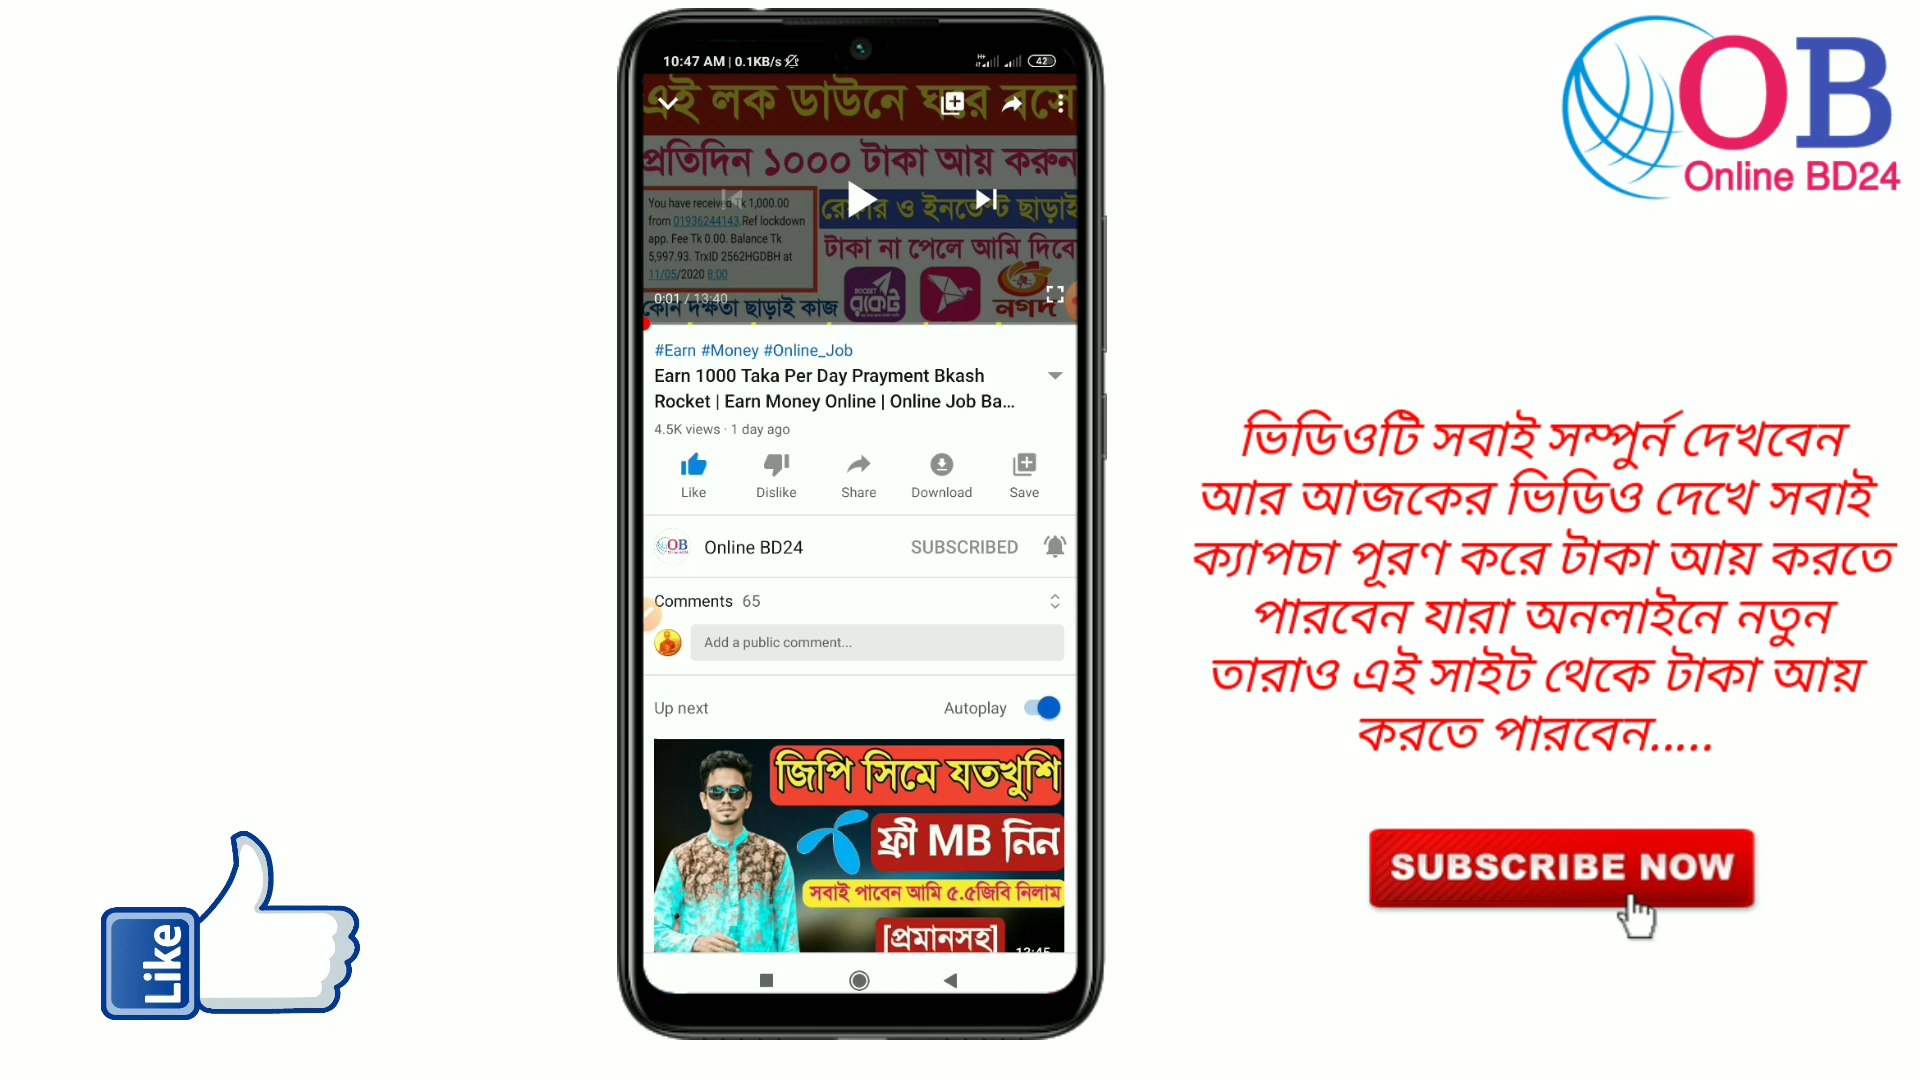 10:47 AM | 0.1KB/s
42
এই লক ডাউনে ঘরে বসে
প্রতিদিন ১০০০ টাকা আয় করুন
You have received Tk 1,000.00
from 01936244143.Ref lockdown
app. Fee Tk 0.00. Balance Tk
5,997.93. TrxID 2562HGDBH at
11/05/2020 8:00
রেফার ও ইনভেস্ট ছাড়াই
টাকা না পেলে আমি দিবো
ROCKET
রকেট
নগদ
0:01 / 13:40
কোন দক্ষতা ছাড়াই কাজ
#Earn #Money #Online_Job
Earn 1000 Taka Per Day Prayment Bkash
Rocket | Earn Money Online | Online Job Ba...
4.5K views · 1 day ago
Like
Dislike
Share
Download
Save
OB
Online BD24
SUBSCRIBED
Comments 65
Add a public comment...
Up next
Autoplay
জিপি সিমে যতখুশি
ফ্রী MB নিন
সবাই পাবেন আমি ৫.৫জিবি নিলাম
[প্রমানসহ]
12:45
OB
Online BD24
ভিডিওটি সবাই সম্পুর্ন দেখবেন
আর আজকের ভিডিও দেখে সবাই
ক্যাপচা পূরণ করে টাকা আয় করতে
পারবেন যারা অনলাইনে নতুন
তারাও এই সাইট থেকে টাকা আয়
করতে পারবেন.....
SUBSCRIBE NOW
Like